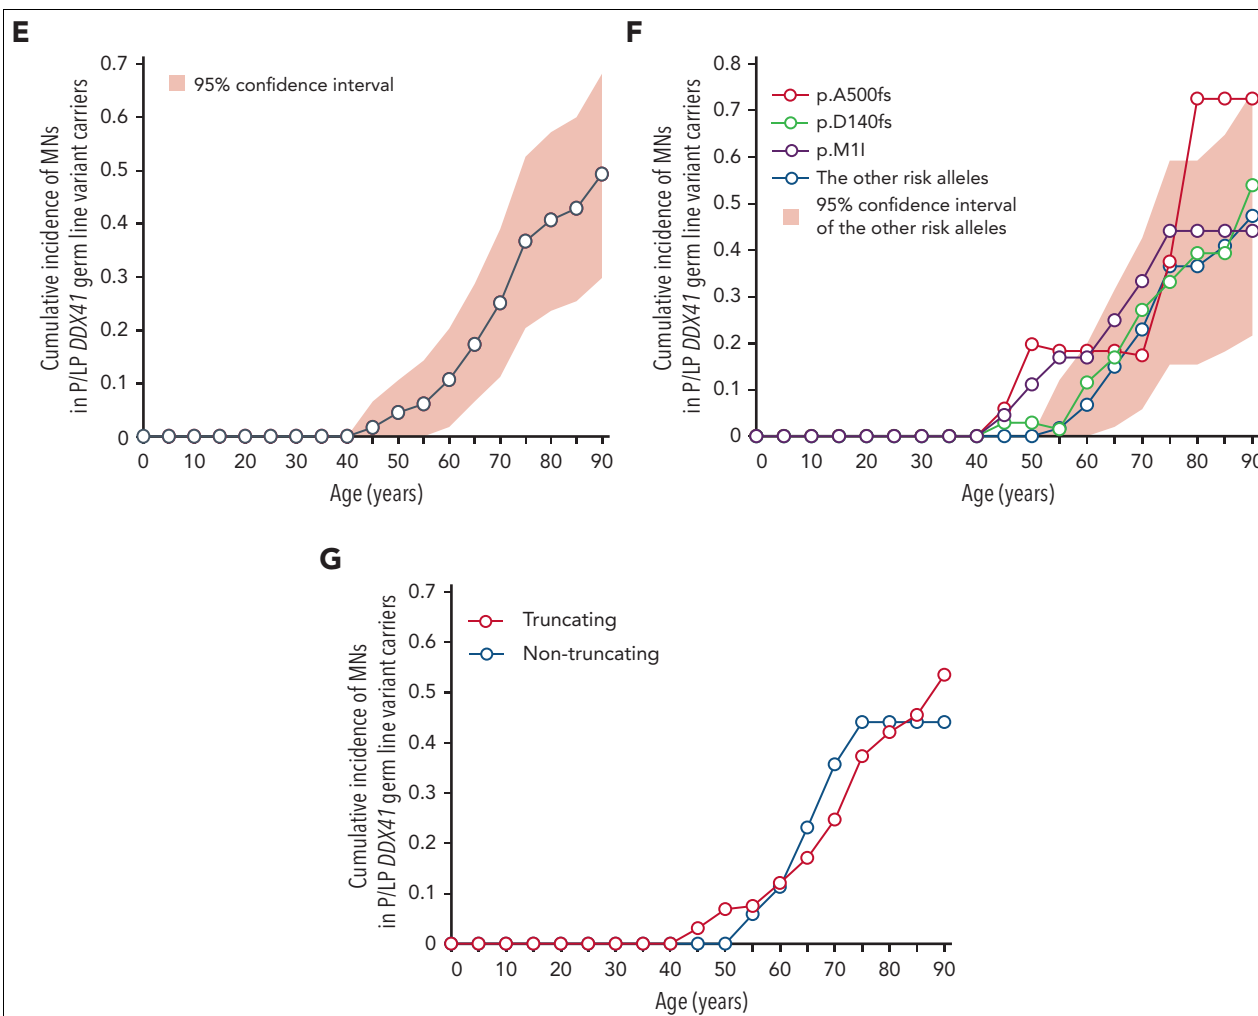 E
0.7
0.6
0.5
0.4
0.3
0.2
0.1
0
Cumulative incidence of MNs
in P/LP DDX41 germ line variant carriers
95% confidence interval
0 10 20 30 40 50 60 70 80 90
Age (years)
F
0.8
0.7
0.6
0.5
0.4
0.3
0.2
0.1
0
Cumulative incidence of MNs
in P/LP DDX41 germ line variant carriers
p.A500fs
p.D140fs
p.M1I
The other risk alleles
95% confidence interval
of the other risk alleles
0 10 20 30 40 50 60 70 80 90
Age (years)
G
0.7
0.6
0.5
0.4
0.3
0.2
0.1
0
Cumulative incidence of MNs
in P/LP DDX41 germ line variant carriers
Truncating
Non-truncating
0 10 20 30 40 50 60 70 80 90
Age (years)